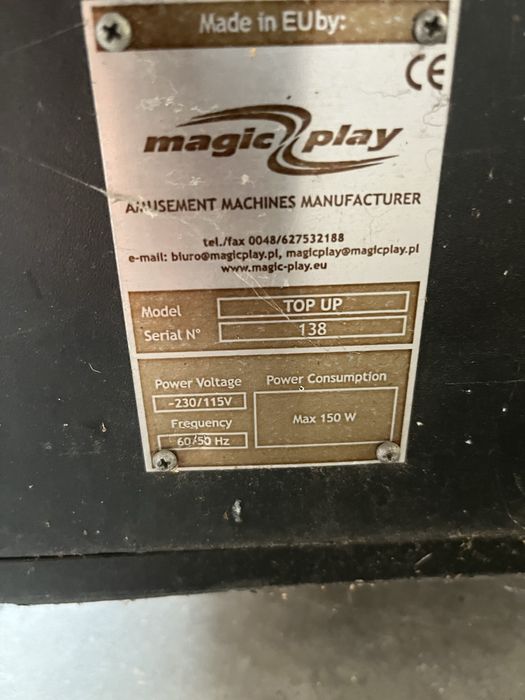 Made in EU by:
CE
magic play
AMUSEMENT MACHINES MANUFACTURER
tel./fax 0048/627532188
e-mail: biuro@magicplay.pl, magicplay@magicplay.pl
www.magic-play.eu
Model TOP UP
Serial N° 138
Power Voltage Power Consumption
~230/115V
Max 150 W
Frequency
60/50 Hz